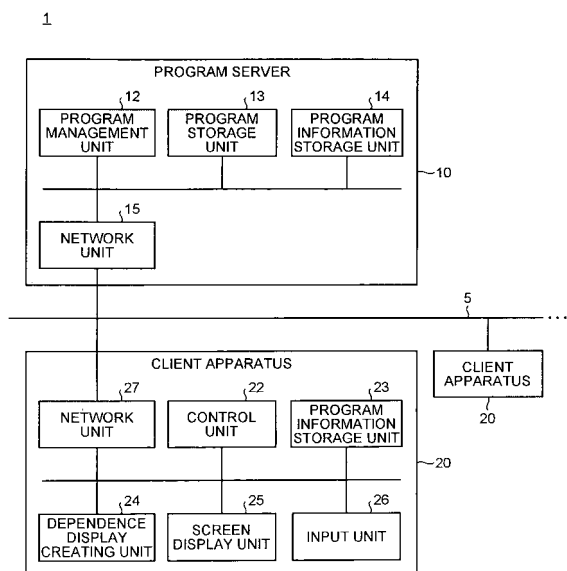 1
PROGRAM SERVER
12
13
14
PROGRAM
MANAGEMENT
UNIT
PROGRAM
STORAGE
UNIT
PROGRAM
INFORMATION
STORAGE UNIT
10
15
NETWORK
UNIT
5
...
CLIENT APPARATUS
CLIENT
APPARATUS
20
27
22
23
NETWORK
UNIT
CONTROL
UNIT
PROGRAM
INFORMATION
STORAGE UNIT
20
24
25
26
DEPENDENCE
DISPLAY
CREATING UNIT
SCREEN
DISPLAY UNIT
INPUT UNIT